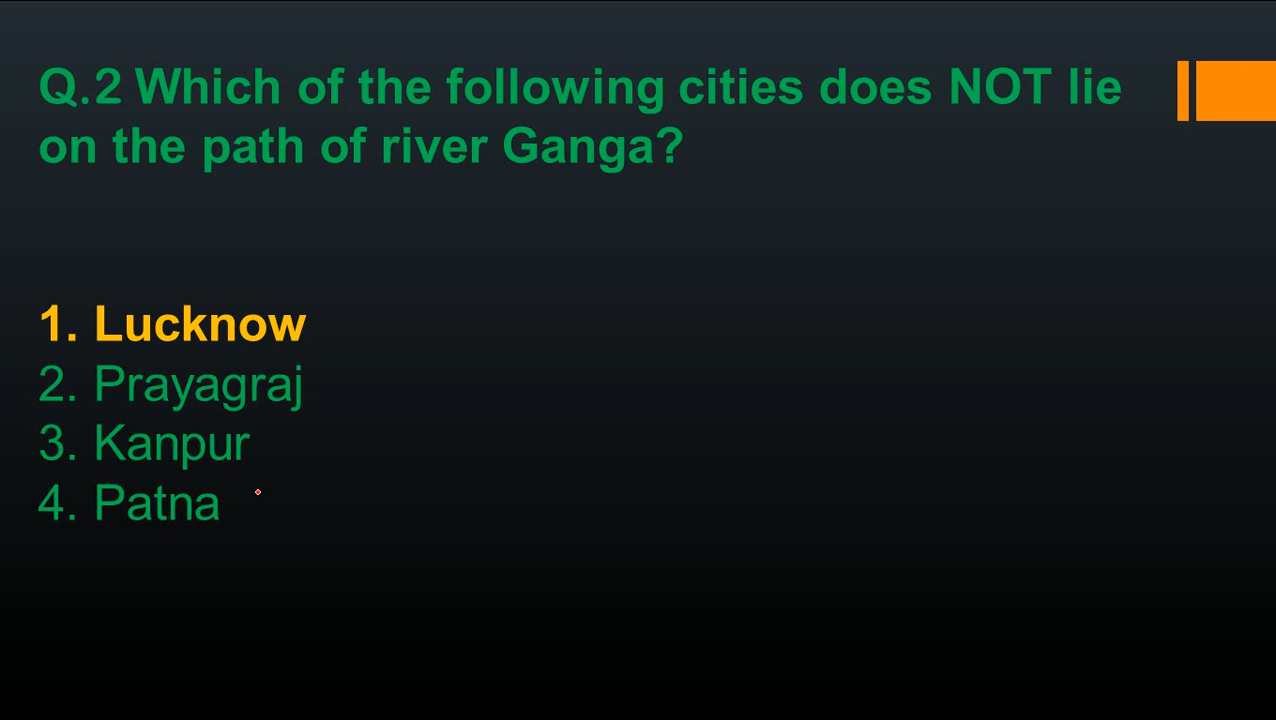 Q.2 Which of the following cities does NOT lie
on the path of river Ganga?
1. Lucknow
2. Prayagraj
3. Kanpur
4. Patna